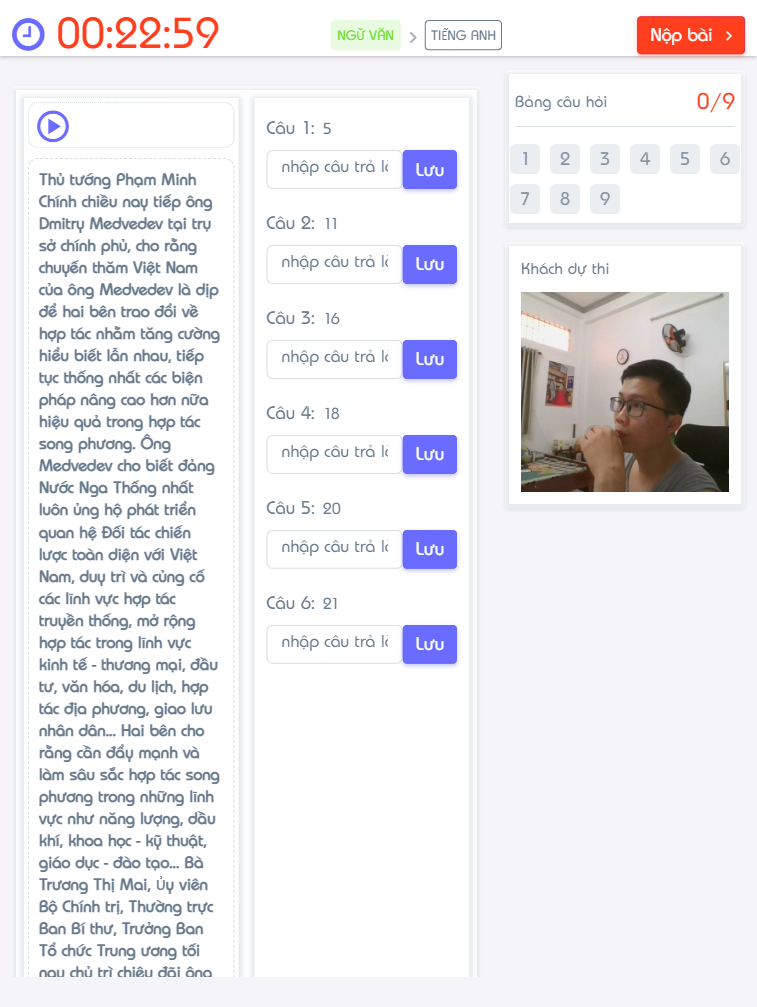 00:22:59
NGỮ VĂN
TIẾNG ANH
Nộp bài
Thủ tướng Phạm Minh
Chính chiều nay tiếp ông
Dmitry Medvedev tại trụ
sở chính phủ, cho rằng
chuyến thăm Việt Nam
của ông Medvedev là dịp
để hai bên trao đổi về
hợp tác nhằm tăng cường
hiểu biết lẫn nhau, tiếp
tục thống nhất các biện
pháp nâng cao hơn nữa
hiệu quả trong hợp tác
song phương. Ông
Medvedev cho biết đảng
Nước Nga Thống nhất
luôn ủng hộ phát triển
quan hệ Đối tác chiến
lược toàn diện với Việt
Nam, duy trì và củng cố
các lĩnh vực hợp tác
truyền thống, mở rộng
hợp tác trong lĩnh vực
kinh tế - thương mại, đầu
tư, văn hóa, du lịch, hợp
tác địa phương, giao lưu
nhân dân... Hai bên cho
rằng cần đẩy mạnh và
làm sâu sắc hợp tác song
phương trong những lĩnh
vực như năng lượng, dầu
khí, khoa học - kỹ thuật,
giáo dục - đào tạo... Bà
Trương Thị Mai, Ủy viên
Bộ Chính trị, Thường trực
Ban Bí thư, Trưởng Ban
Tổ chức Trung ương tối
nay chủ trì chiêu đãi ông
Câu 1: 5
nhập câu trả lờ
Lưu
Câu 2: 11
nhập câu trả lờ
Lưu
Câu 3: 16
nhập câu trả lờ
Lưu
Câu 4: 18
nhập câu trả lờ
Lưu
Câu 5: 20
nhập câu trả lờ
Lưu
Câu 6: 21
nhập câu trả lờ
Lưu
Bảng câu hỏi 0/9
1 2 3 4 5 6
7 8 9
Khách dự thi